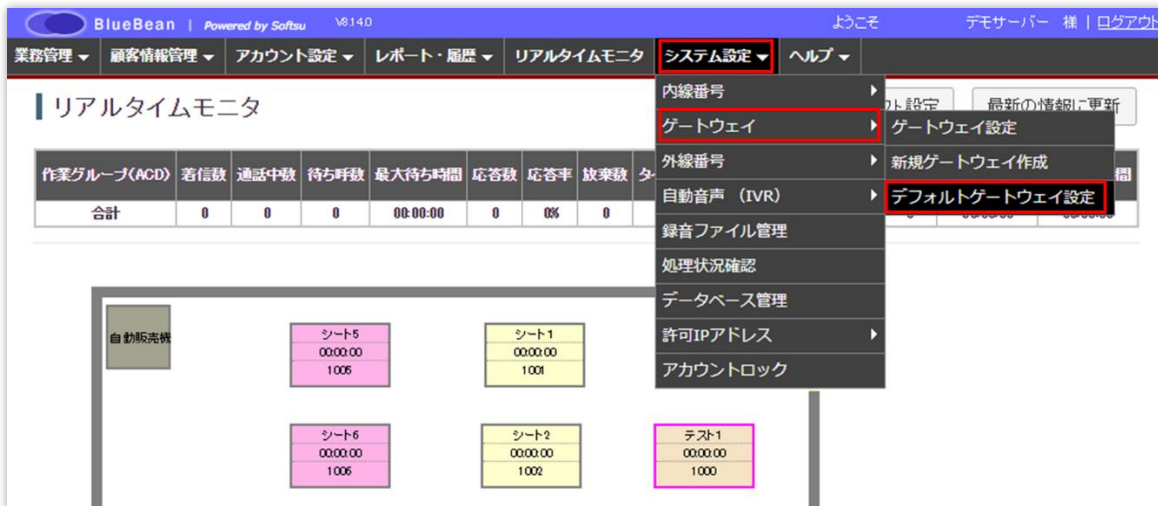 BlueBean | Powered by Softsu V8.14.0 ようこそ デモサーバー 様 | ログアウト
業務管理 顧客情報管理 アカウント設定 レポート・履歴 リアルタイムモニタ システム設定 ヘルプ
リアルタイムモニタ
最新の情報に更新
内線番号
ゲートウェイ
外線番号
自動音声 (IVR)
録音ファイル管理
処理状況確認
データベース管理
許可IPアドレス
アカウントロック
ゲートウェイ設定
新規ゲートウェイ作成
デフォルトゲートウェイ設定
作業グループ(ACD) 着信数 通話中数 待ち呼数 最大待ち時間 応答数 応答率 放棄数
合計 0 0 0 00:00:00 0 0% 0
自動販売機
シート5
00:00:00
1005
シート1
00:00:00
1001
シート6
00:00:00
1006
シート2
00:00:00
1002
テスト1
00:00:00
1000